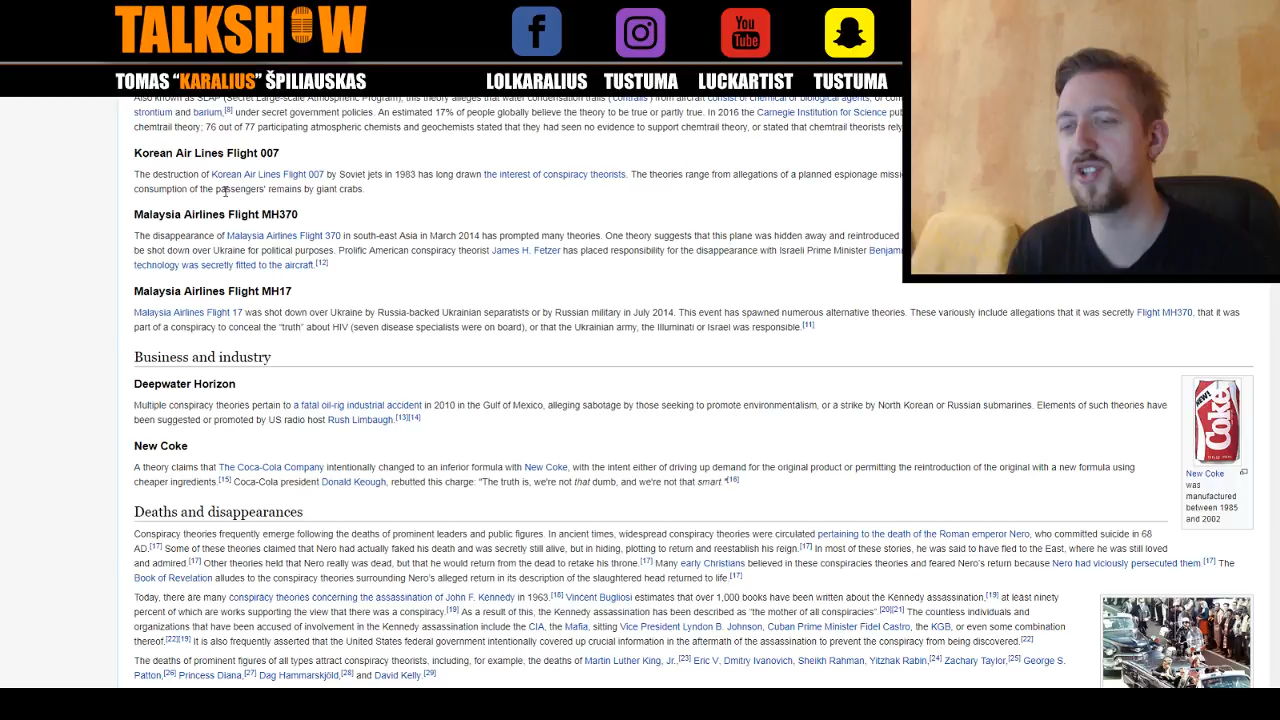 TALKSHOW
TOMAS "KARALIUS" ŠPILIAUSKAS
f
You
Tube
LOLKARALIUS TUSTUMA LUCKARTIST TUSTUMA
Also known as SLAP (Secret Large-scale Atmospheric Program), this theory alleges that water condensation trails ("contrails") from aircraft consist of chemical or biological agents, or
strontium and barium,[8] under secret government policies. An estimated 17% of people globally believe the theory to be true or partly true. In 2016 the Carnegie Institution for Science
chemtrail theory; 76 out of 77 participating atmospheric chemists and geochemists stated that they had seen no evidence to support chemtrail theory, or stated that chemtrail theorists rely
Korean Air Lines Flight 007
The destruction of Korean Air Lines Flight 007 by Soviet jets in 1983 has long drawn the interest of conspiracy theorists. The theories range from allegations of a planned espionage
consumption of the passengers' remains by giant crabs.
Malaysia Airlines Flight MH370
The disappearance of Malaysia Airlines Flight 370 in south-east Asia in March 2014 has prompted many theories. One theory suggests that this plane was hidden away and reintroduced
be shot down over Ukraine for political purposes. Prolific American conspiracy theorist James H. Fetzer has placed responsibility for the disappearance with Israeli Prime Minister
technology was secretly fitted to the aircraft.[12]
Malaysia Airlines Flight MH17
Malaysia Airlines Flight 17 was shot down over Ukraine by Russia-backed Ukrainian separatists or by Russian military in July 2014. This event has spawned numerous alternative theories. These variously include allegations that it was secretly Flight MH370, that it was
part of a conspiracy to conceal the "truth" about HIV (seven disease specialists were on board), or that the Ukrainian army, the Illuminati or Israel was responsible.[11]
Business and industry
Deepwater Horizon
Multiple conspiracy theories pertain to a fatal oil-rig industrial accident in 2010 in the Gulf of Mexico, alleging sabotage by those seeking to promote environmentalism, or a strike by North Korean or Russian submarines. Elements of such theories have
been suggested or promoted by US radio host Rush Limbaugh.[13][14]
New Coke
A theory claims that The Coca-Cola Company intentionally changed to an inferior formula with New Coke, with the intent either of driving up demand for the original product or permitting the reintroduction of the original with a new formula using
cheaper ingredients.[15] Coca-Cola president Donald Keough, rebutted this charge: "The truth is, we're not that dumb, and we're not that smart."[16]
NEW!
Coke
New Coke
was
manufactured
between 1985
and 2002
Deaths and disappearances
Conspiracy theories frequently emerge following the deaths of prominent leaders and public figures. In ancient times, widespread conspiracy theories were circulated pertaining to the death of the Roman emperor Nero, who committed suicide in 68
AD.[17] Some of these theories claimed that Nero had actually faked his death and was secretly still alive, but in hiding, plotting to return and reestablish his reign.[17] In most of these stories, he was said to have fled to the East, where he was still loved
and admired.[17] Other theories held that Nero really was dead, but that he would return from the dead to retake his throne.[17] Many early Christians believed in these conspiracies theories and feared Nero's return because Nero had viciously persecuted them.[17] The
Book of Revelation alludes to the conspiracy theories surrounding Nero's alleged return in its description of the slaughtered head returned to life.[17]
Today, there are many conspiracy theories concerning the assassination of John F. Kennedy in 1963.[18] Vincent Bugliosi estimates that over 1,000 books have been written about the Kennedy assassination,[19] at least ninety
percent of which are works supporting the view that there was a conspiracy.[19] As a result of this, the Kennedy assassination has been described as "the mother of all conspiracies".[20][21] The countless individuals and
organizations that have been accused of involvement in the Kennedy assassination include the CIA, the Mafia, sitting Vice President Lyndon B. Johnson, Cuban Prime Minister Fidel Castro, the KGB, or even some combination
thereof.[22][19] It is also frequently asserted that the United States federal government intentionally covered up crucial information in the aftermath of the assassination to prevent the conspiracy from being discovered.[22]
The deaths of prominent figures of all types attract conspiracy theorists, including, for example, the deaths of Martin Luther King, Jr.,[23] Eric V, Dmitry Ivanovich, Sheikh Rahman, Yitzhak Rabin,[24] Zachary Taylor,[25] George S.
Patton,[26] Princess Diana,[27] Dag Hammarskjöld,[28] and David Kelly.[29]